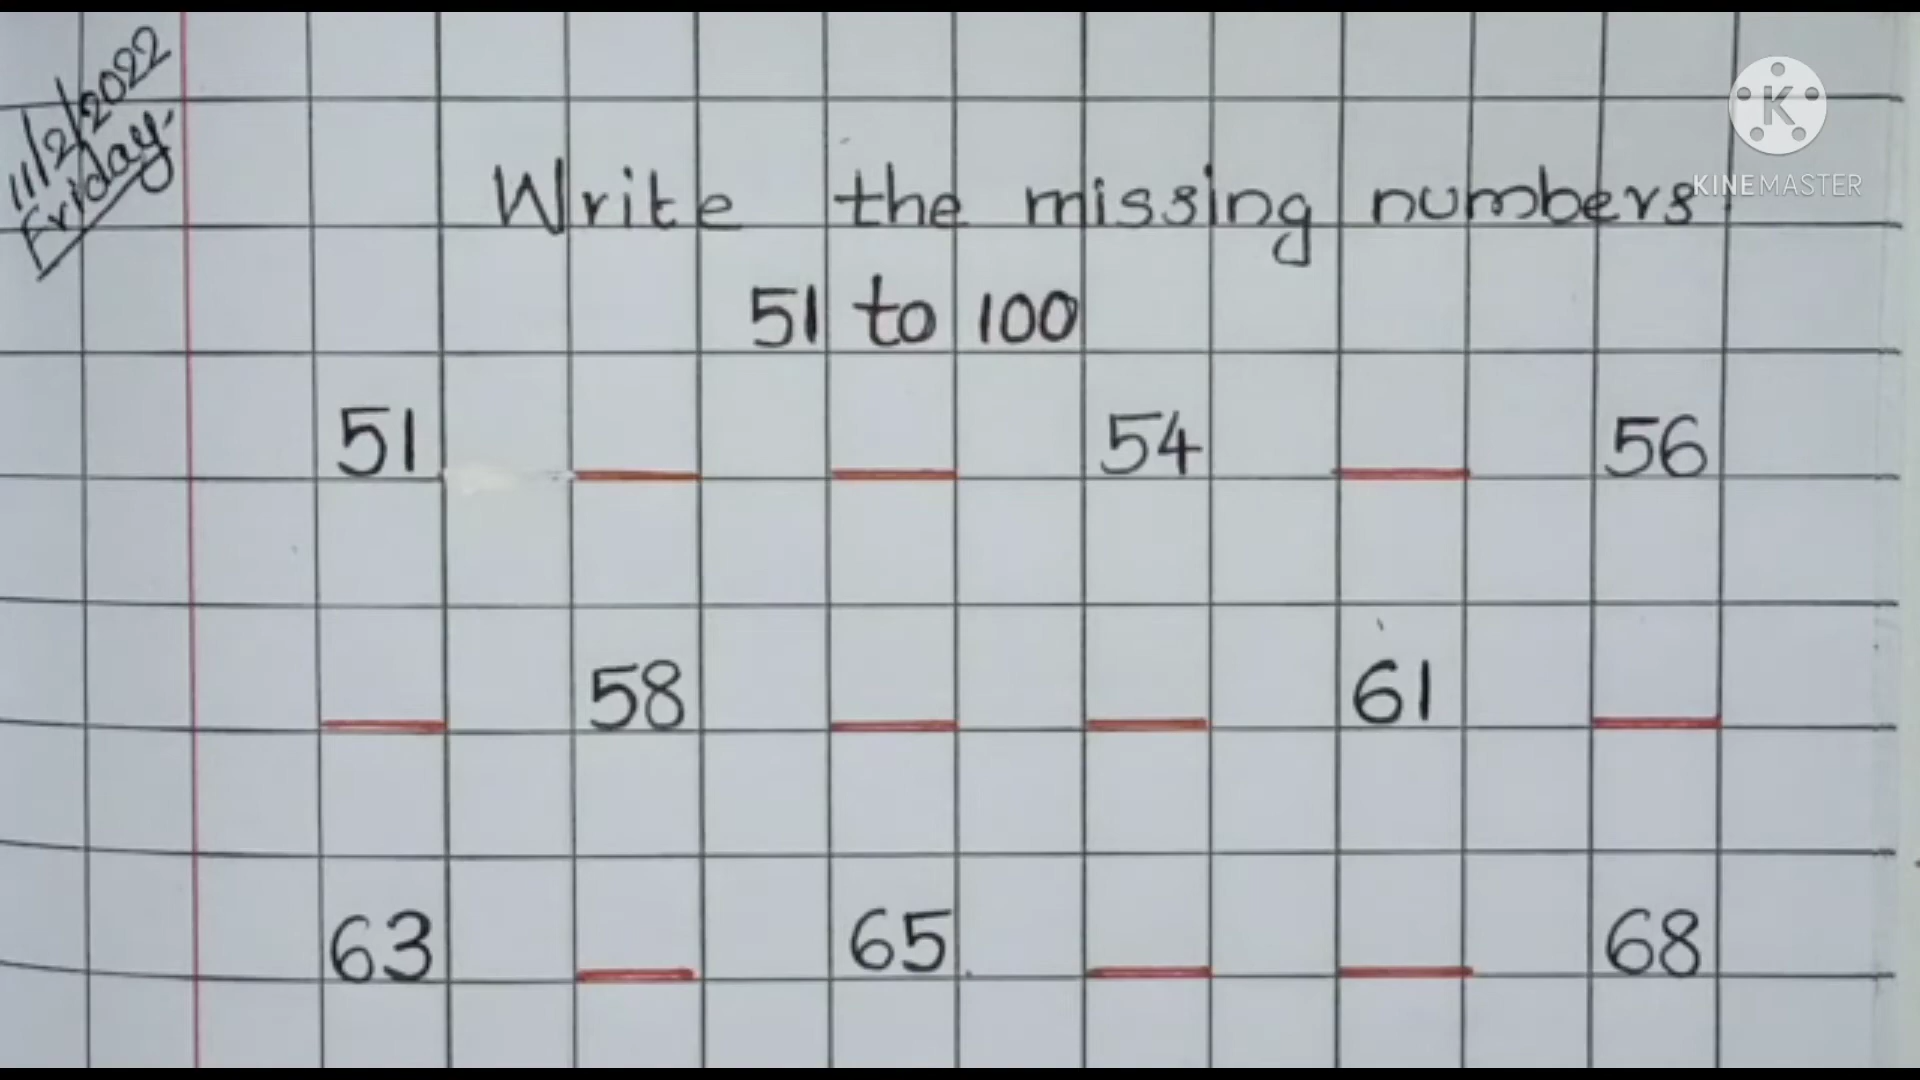 11/2/2022
Friday.
KINEMASTER
Write the missing numbers
51 to 100
51 54 56
58 61
63 65 68